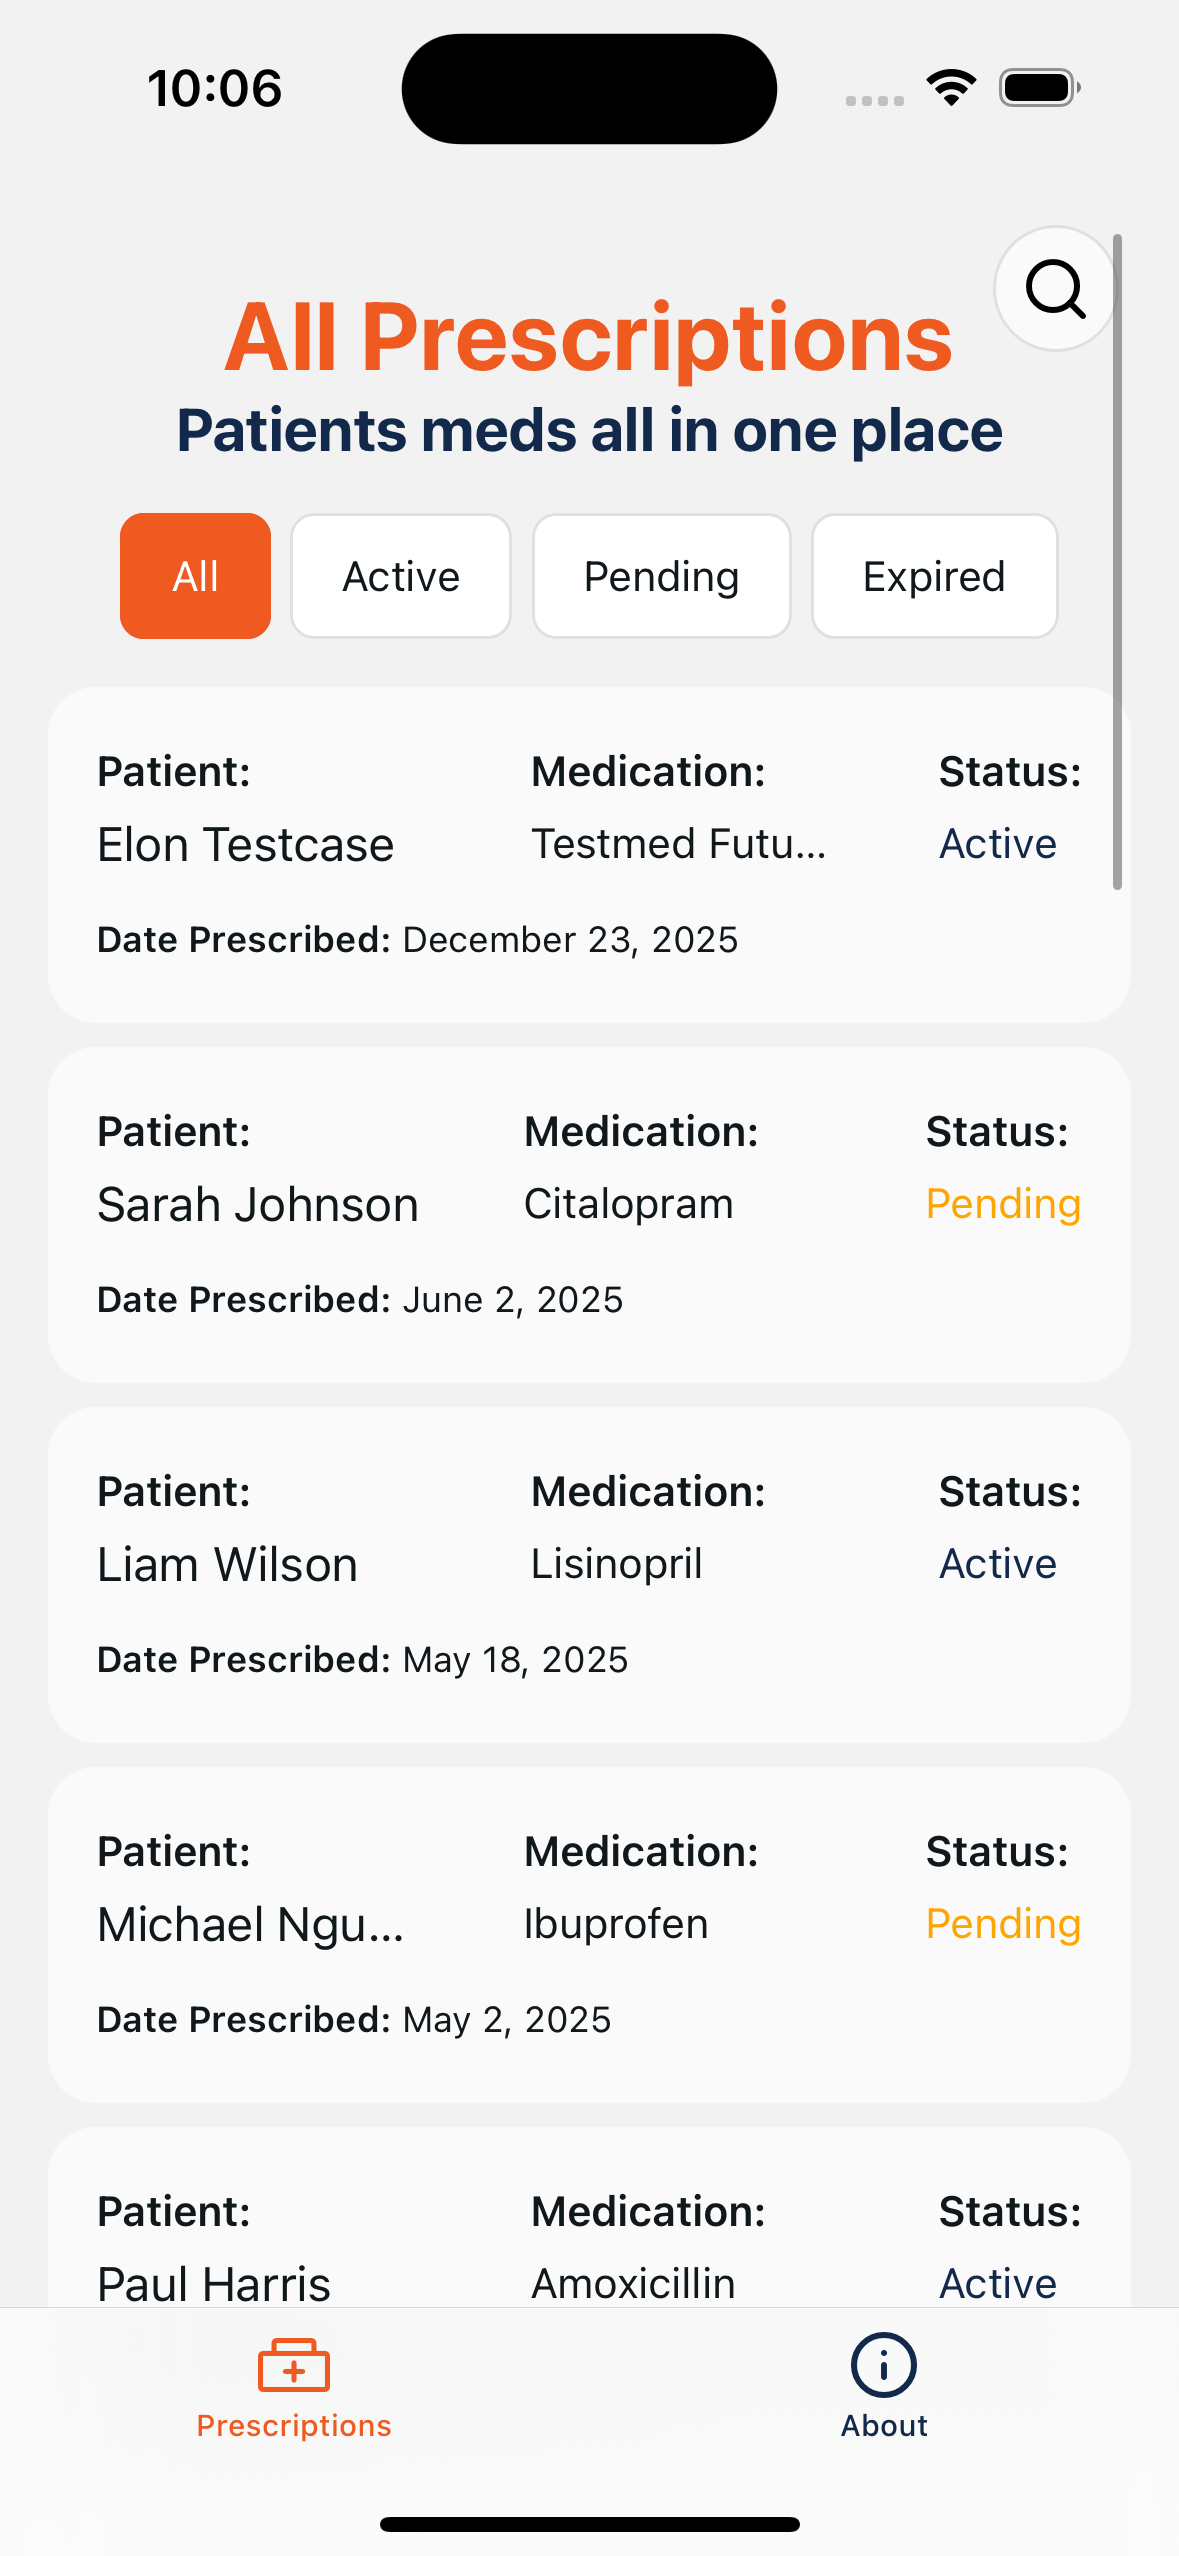 10:06
All Prescriptions
Patients meds all in one place
All Active Pending Expired
Patient: Medication: Status:
Elon Testcase Testmed Futu... Active
Date Prescribed: December 23, 2025
Patient: Medication: Status:
Sarah Johnson Citalopram Pending
Date Prescribed: June 2, 2025
Patient: Medication: Status:
Liam Wilson Lisinopril Active
Date Prescribed: May 18, 2025
Patient: Medication: Status:
Michael Ngu... Ibuprofen Pending
Date Prescribed: May 2, 2025
Patient: Medication: Status:
Paul Harris Amoxicillin Active
Prescriptions About